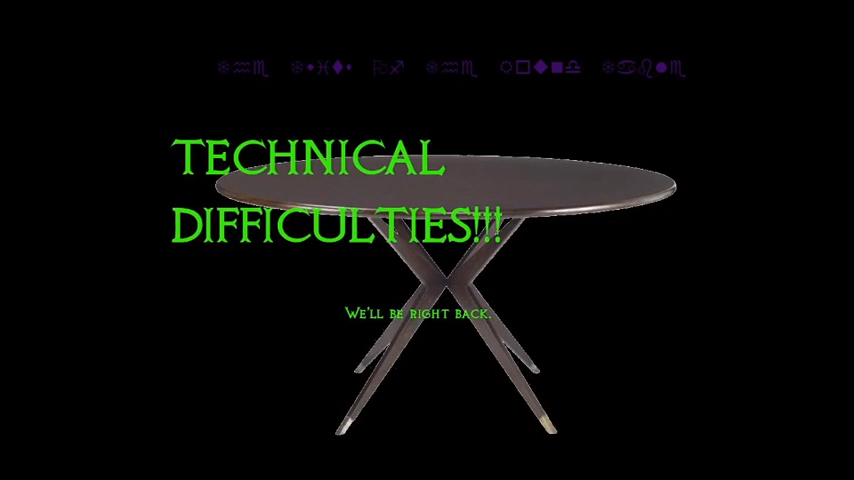 ❄♒♏ ❄⬥♓⧫⬧ ⚐♐ ❄♒♏ ☼□◆■♎ ❄♋♌●♏
TECHNICAL
DIFFICULTIES!!!
We'll be right back.